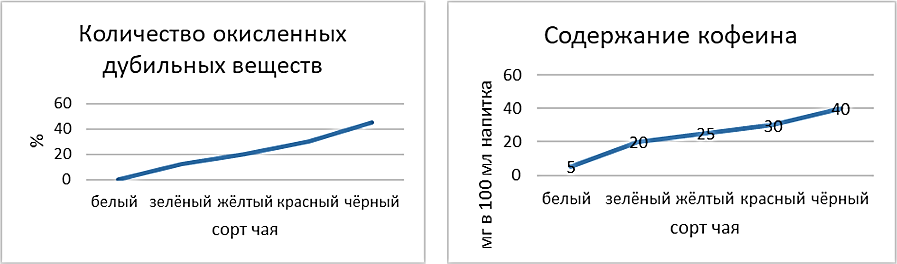 Количество окисленных
дубильных веществ
60
40
20
0
%
белый зелёный жёлтый красный чёрный
сорт чая
Содержание кофеина
60
40
20
0
мг в 100 мл напитка
5 20 25 30 40
белый зелёный жёлтый красный чёрный
сорт чая